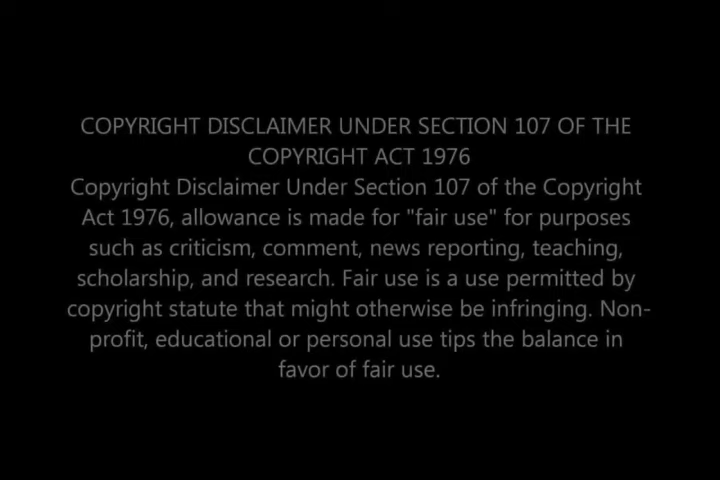 COPYRIGHT DISCLAIMER UNDER SECTION 107 OF THE
COPYRIGHT ACT 1976
Copyright Disclaimer Under Section 107 of the Copyright
Act 1976, allowance is made for "fair use" for purposes
such as criticism, comment, news reporting, teaching,
scholarship, and research. Fair use is a use permitted by
copyright statute that might otherwise be infringing. Non-
profit, educational or personal use tips the balance in
favor of fair use.